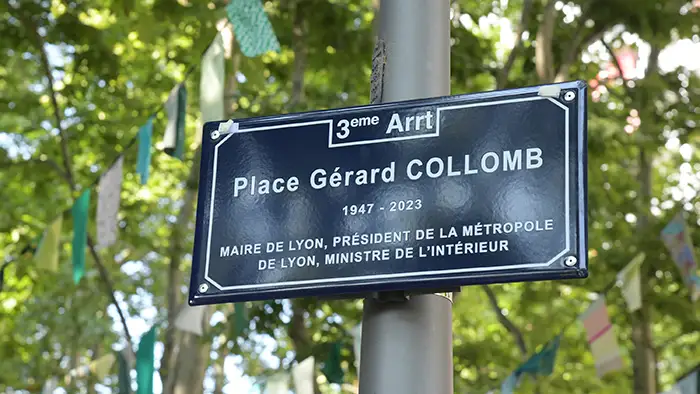 3eme Arrt
Place Gérard COLLOMB
1947 - 2023
MAIRE DE LYON, PRÉSIDENT DE LA MÉTROPOLE
DE LYON, MINISTRE DE L'INTÉRIEUR